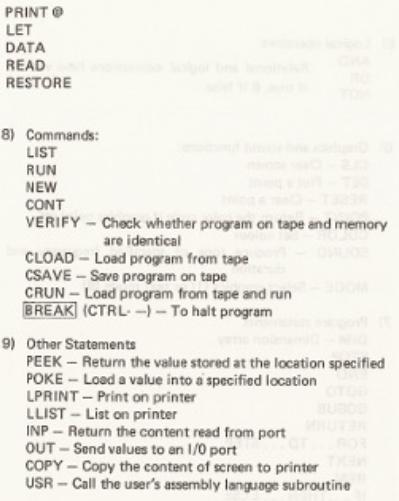 PRINT @
LET
DATA
READ
RESTORE
8) Commands:
LIST
RUN
NEW
CONT
VERIFY — Check whether program on tape and memory
are identical
CLOAD — Load program from tape
CSAVE — Save program on tape
CRUN — Load program from tape and run
BREAK (CTRL- —) — To halt program
9) Other Statements
PEEK — Return the value stored at the location specified
POKE — Load a value into a specified location
LPRINT — Print on printer
LLIST — List on printer
INP — Return the content read from port
OUT — Send values to an I/0 port
COPY — Copy the content of screen to printer
USR — Call the user's assembly language subroutine